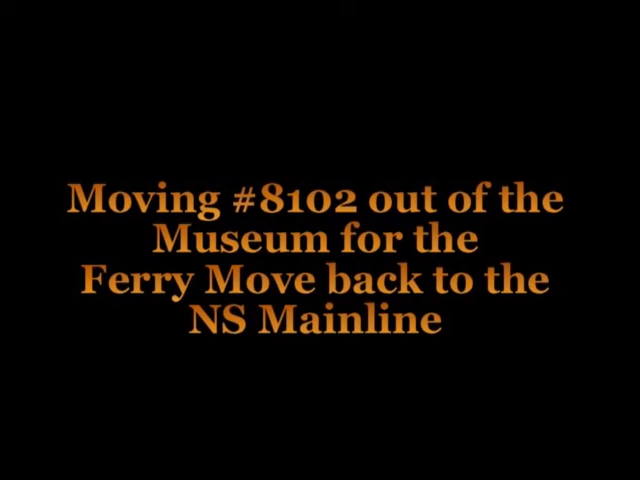 Moving #8102 out of the
Museum for the
Ferry Move back to the
NS Mainline